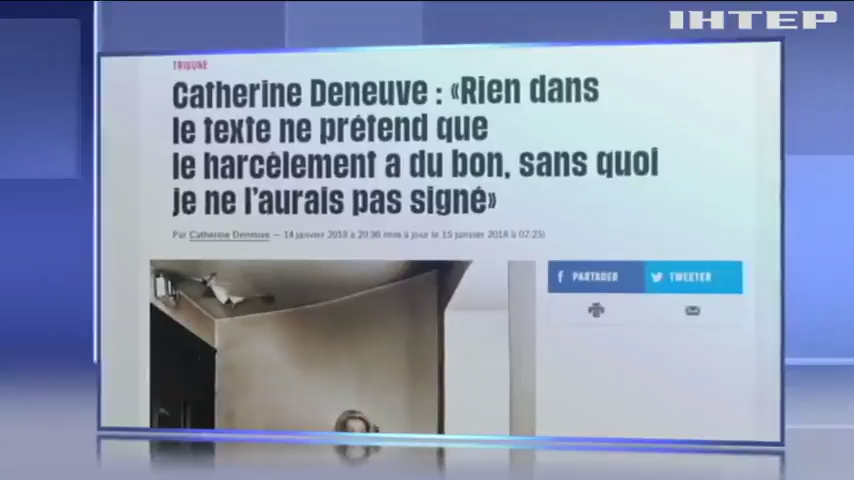 ІНТЕР
TRIBUNE
Catherine Deneuve : «Rien dans
le texte ne prétend que
le harcèlement a du bon, sans quoi
je ne l'aurais pas signé»
Par Catherine Deneuve — 14 janvier 2018 à 20:36 (mis à jour le 15 janvier 2018 à 07:25)
PARTAGER TWEETER